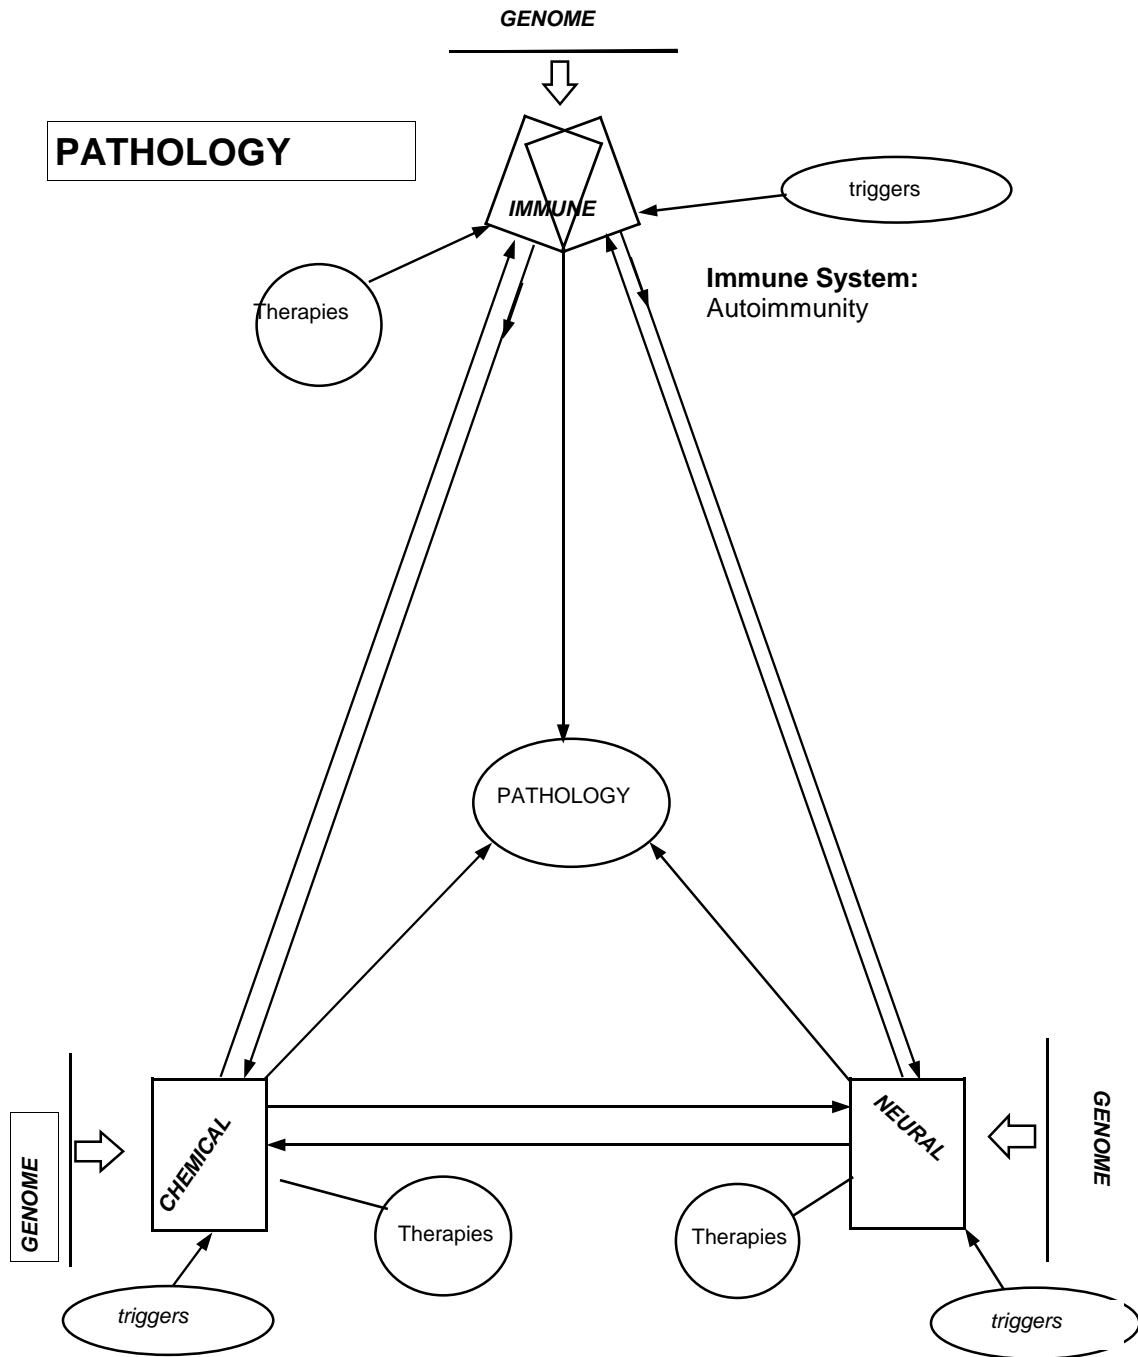 GENOME
PATHOLOGY
IMMUNE
triggers
Therapies
Immune System:
Autoimmunity
PATHOLOGY
CHEMICAL
NEURAL
GENOME
GENOME
Therapies
Therapies
triggers
triggers